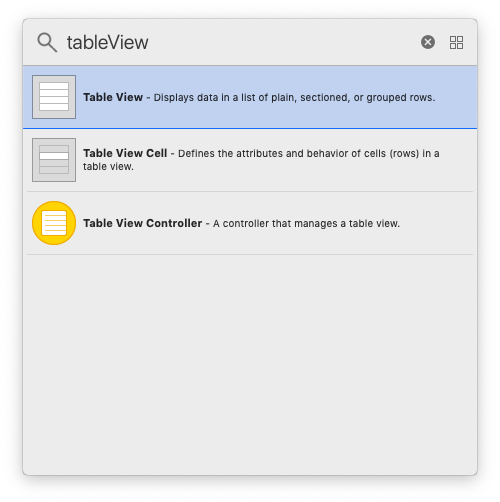 tableView
Table View - Displays data in a list of plain, sectioned, or grouped rows.
Table View Cell - Defines the attributes and behavior of cells (rows) in a
table view.
Table View Controller - A controller that manages a table view.